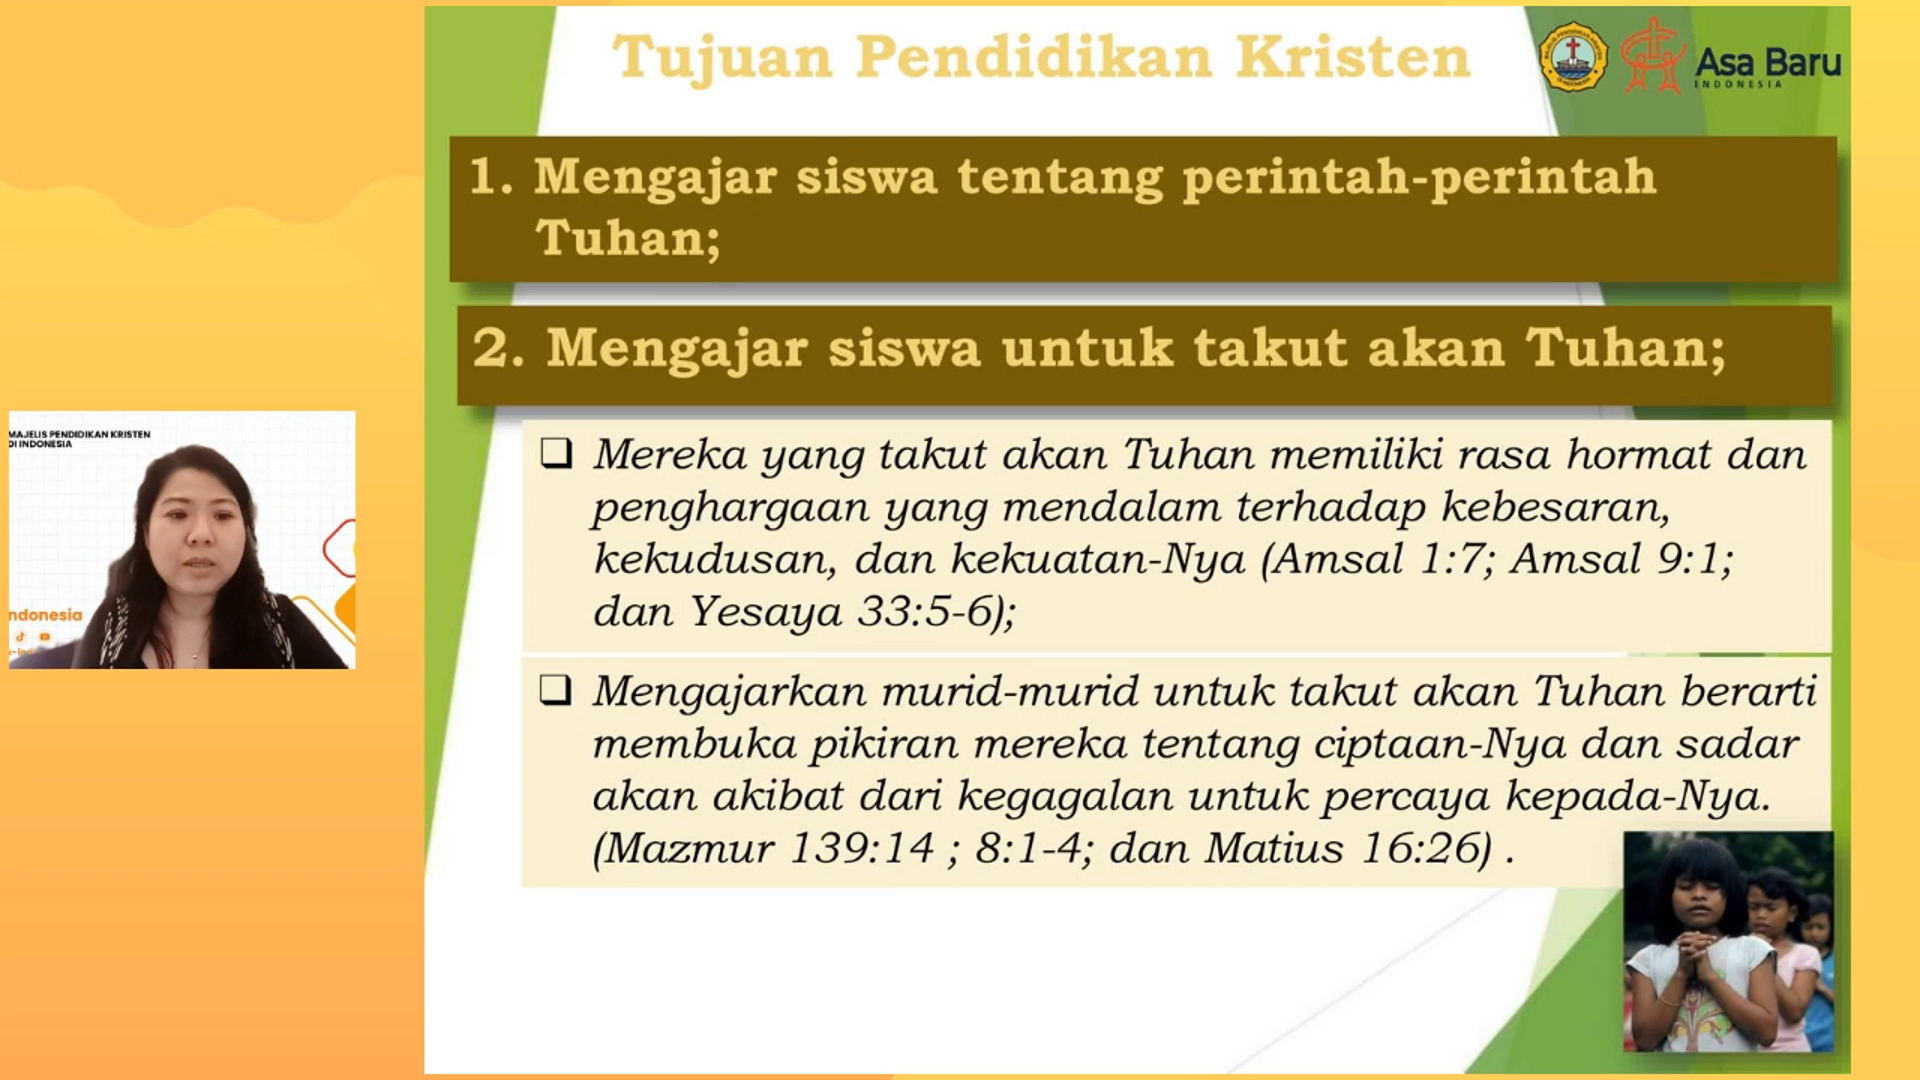 Tujuan Pendidikan Kristen
Asa Baru
INDONESIA
1. Mengajar siswa tentang perintah-perintah
Tuhan;
2. Mengajar siswa untuk takut akan Tuhan;
❑ Mereka yang takut akan Tuhan memiliki rasa hormat dan
penghargaan yang mendalam terhadap kebesaran,
kekudusan, dan kekuatan-Nya (Amsal 1:7; Amsal 9:1;
dan Yesaya 33:5-6);
❑ Mengajarkan murid-murid untuk takut akan Tuhan berarti
membuka pikiran mereka tentang ciptaan-Nya dan sadar
akan akibat dari kegagalan untuk percaya kepada-Nya.
(Mazmur 139:14 ; 8:1-4; dan Matius 16:26) .
MAJELIS PENDIDIKAN KRISTEN
DI INDONESIA
ndonesia